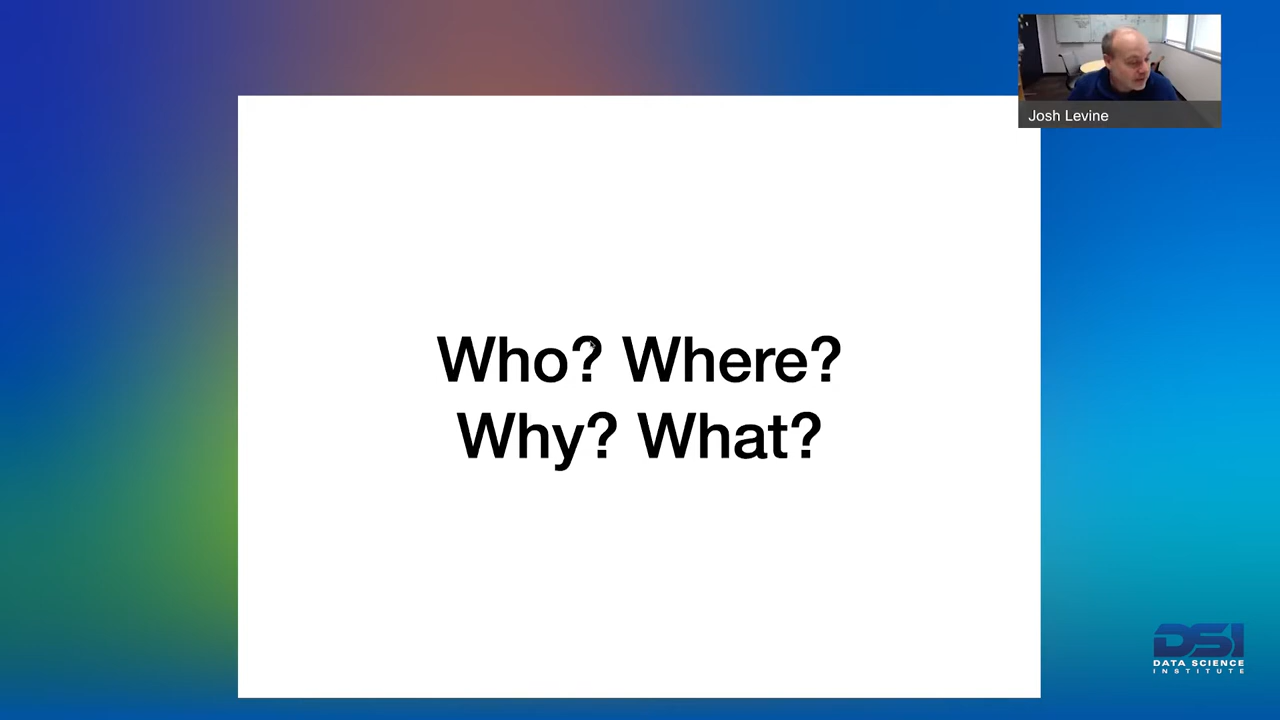 Josh Levine
Who? Where?
Why? What?
DSI
DATA SCIENCE
INSTITUTE